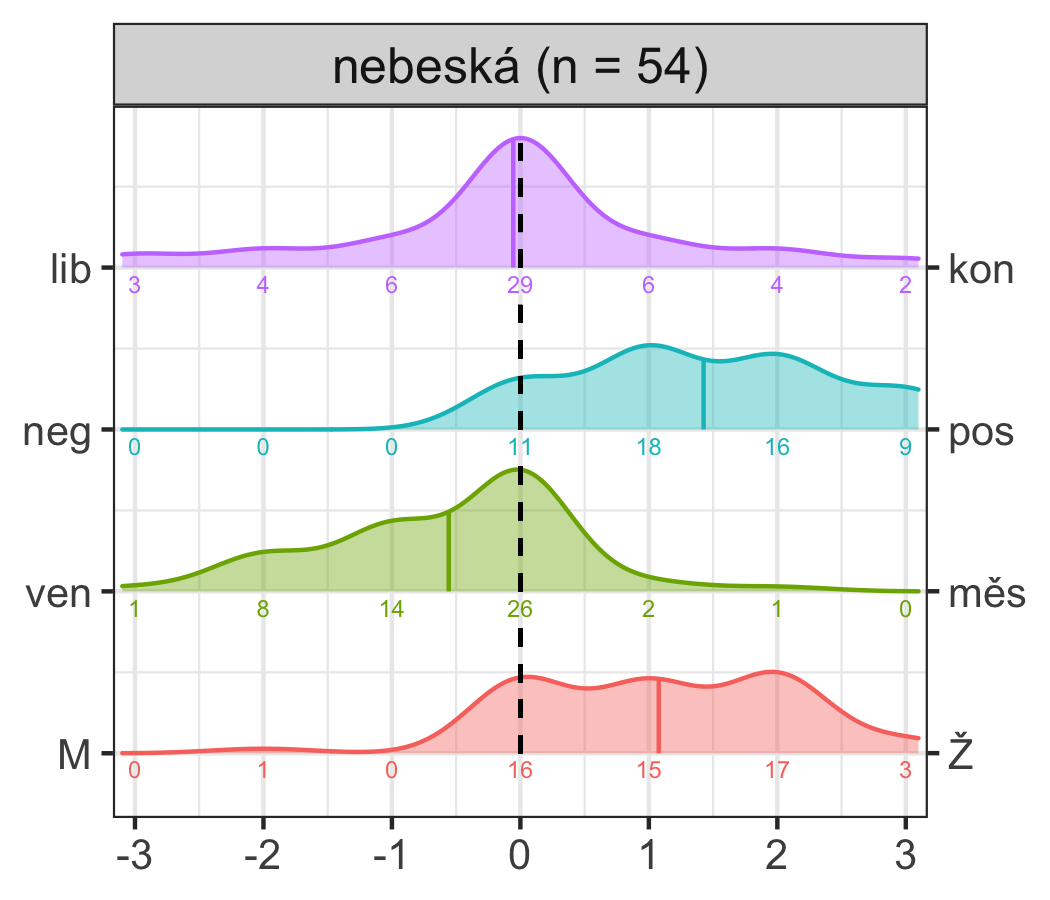 nebeská (n = 54)
lib kon
3 4 6 29 6 4 2
neg pos
0 0 0 11 18 16 9
ven měs
1 8 14 26 2 1 0
M Ž
0 1 0 16 15 17 3
-3 -2 -1 0 1 2 3